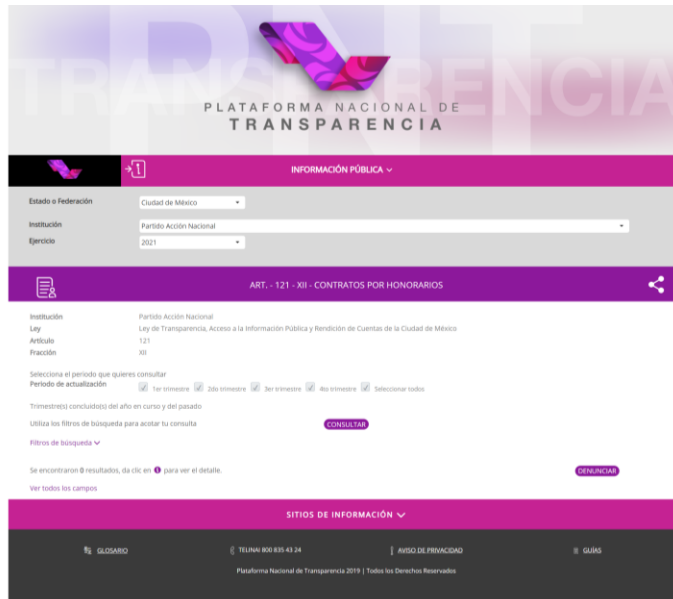 PNT
TRANSPARENCIA
PLATAFORMA NACIONAL DE
TRANSPARENCIA
INFORMACIÓN PÚBLICA
Estado o Federación Ciudad de México
Institución Partido Acción Nacional
Ejercicio 2021
ART. - 121 - XII - CONTRATOS POR HONORARIOS
Institución Partido Acción Nacional
Ley Ley de Transparencia, Acceso a la Información Pública y Rendición de Cuentas de la Ciudad de México
Artículo 121
Fracción XII
Selecciona el periodo que quieres consultar
Periodo de actualización 1er trimestre 2do trimestre 3er trimestre 4to trimestre Seleccionar todos
Trimestre(s) concluido(s) del año en curso y del pasado
Utiliza los filtros de búsqueda para acotar tu consulta CONSULTAR
Filtros de búsqueda
Se encontraron 0 resultados, da clic en i para ver el detalle. DENUNCIAR
Ver todos los campos
SITIOS DE INFORMACIÓN
GLOSARIO TELINAI 800 835 43 24 AVISO DE PRIVACIDAD GUÍAS
Plataforma Nacional de Transparencia 2019 | Todos los Derechos Reservados